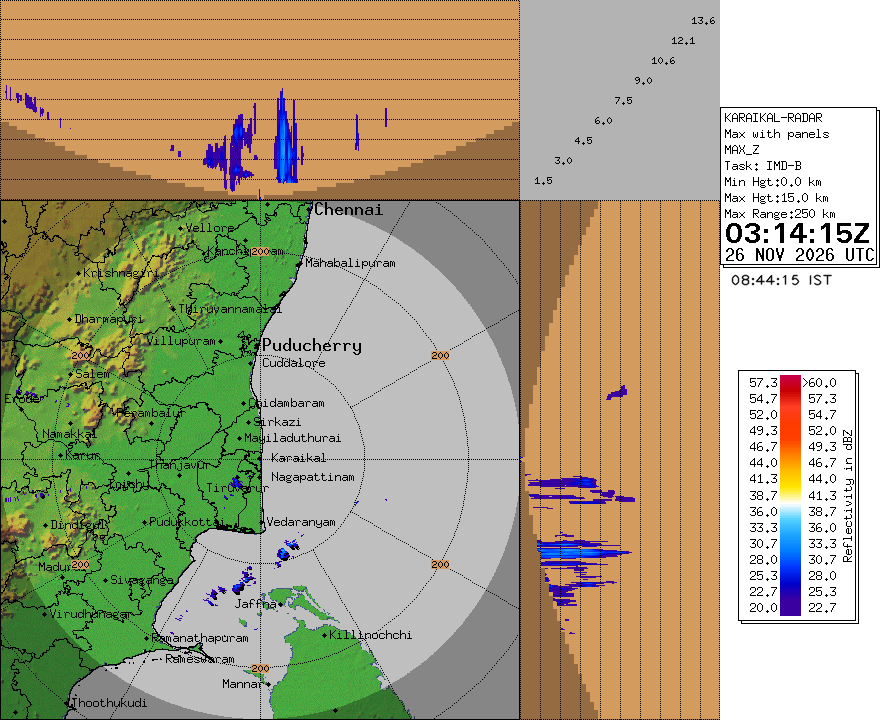 13.6
12.1
10.6
9.0
7.5
6.0
4.5
3.0
1.5
KARAIKAL-RADAR
Max with panels
MAX_Z
Task: IMD-B
Min Hgt:0.0 km
Max Hgt:15.0 km
Max Range:250 km
03:14:15Z
26 NOV 2026 UTC
08:44:15 IST
Chennai
Vellore
200
Mahabalipuram
Krishnagiri
Thiruvannamalai
Dharmapuri
Villupuram
Puducherry
200
200
Cuddalore
Salem
Erode
Chidambaram
Perambalur
Sirkazi
Namakkal
Mayiladuthurai
Karur
Karaikal
Thanjavur
Nagapattinam
Tiruvarur
Dindigul
Pudukkottai
Vedaranyam
200
200
Sivaganga
Jaffna
Virudhunagar
Ramanathapuram
Killinochchi
Rameswaram
200
Mannar
Thoothukudi
57.3 >60.0
54.7 57.3
52.0 54.7
49.3 52.0
46.7 49.3
44.0 46.7
41.3 44.0
38.7 41.3
36.0 38.7
33.3 36.0
30.7 33.3
28.0 30.7
25.3 28.0
22.7 25.3
20.0 22.7
Reflectivity in dBZ